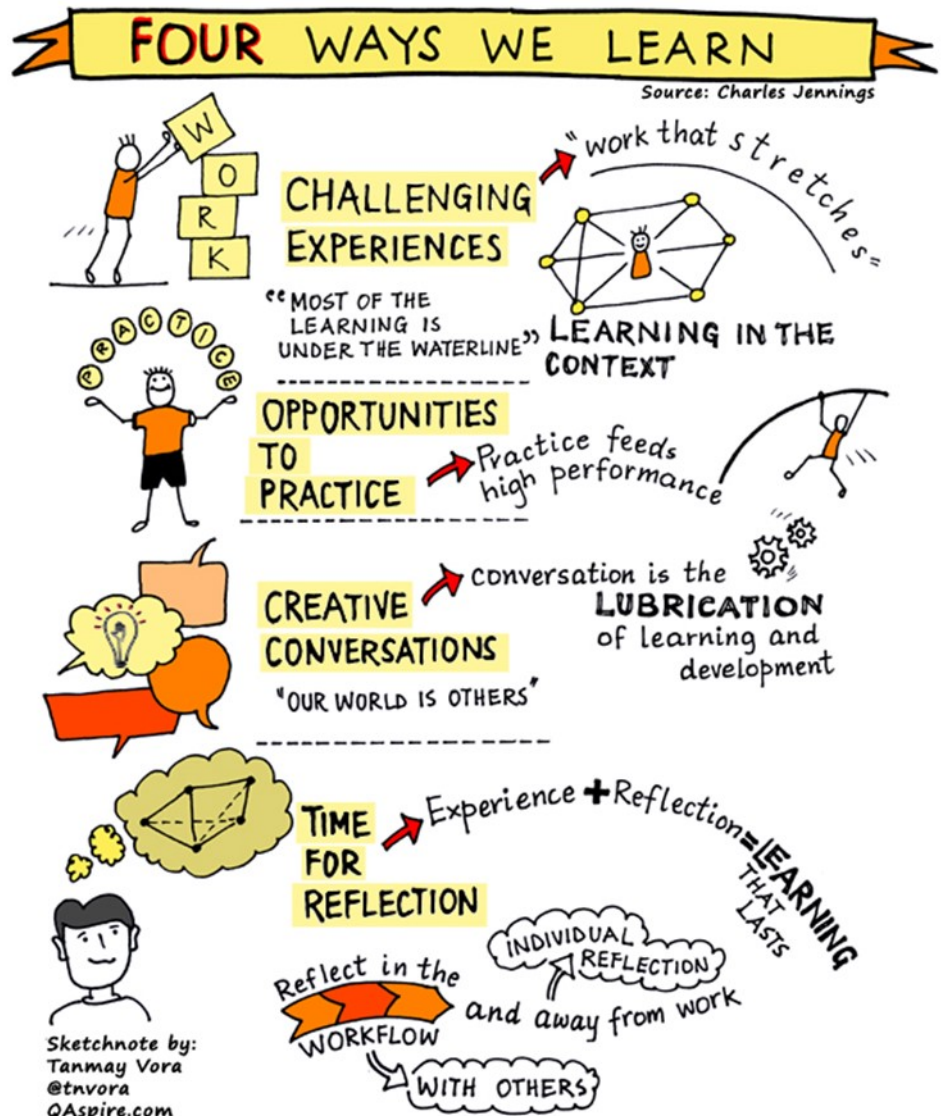 FOUR WAYS WE LEARN
Source: Charles Jennings
W
O
R
K
CHALLENGING
EXPERIENCES
"work that stretches"
"MOST OF THE
LEARNING IS
UNDER THE WATERLINE"
LEARNING IN THE
CONTEXT
PRACTICE
OPPORTUNITIES
TO
PRACTICE
Practice feeds
high performance
CREATIVE
CONVERSATIONS
"OUR WORLD IS OTHERS"
conversation is the
LUBRICATION
of learning and
development
TIME
FOR
REFLECTION
Experience + Reflection = LEARNING
THAT
LASTS
INDIVIDUAL
REFLECTION
Reflect in the
WORKFLOW
and away from work
WITH OTHERS
Sketchnote by:
Tanmay Vora
@tnvora
QAspire.com